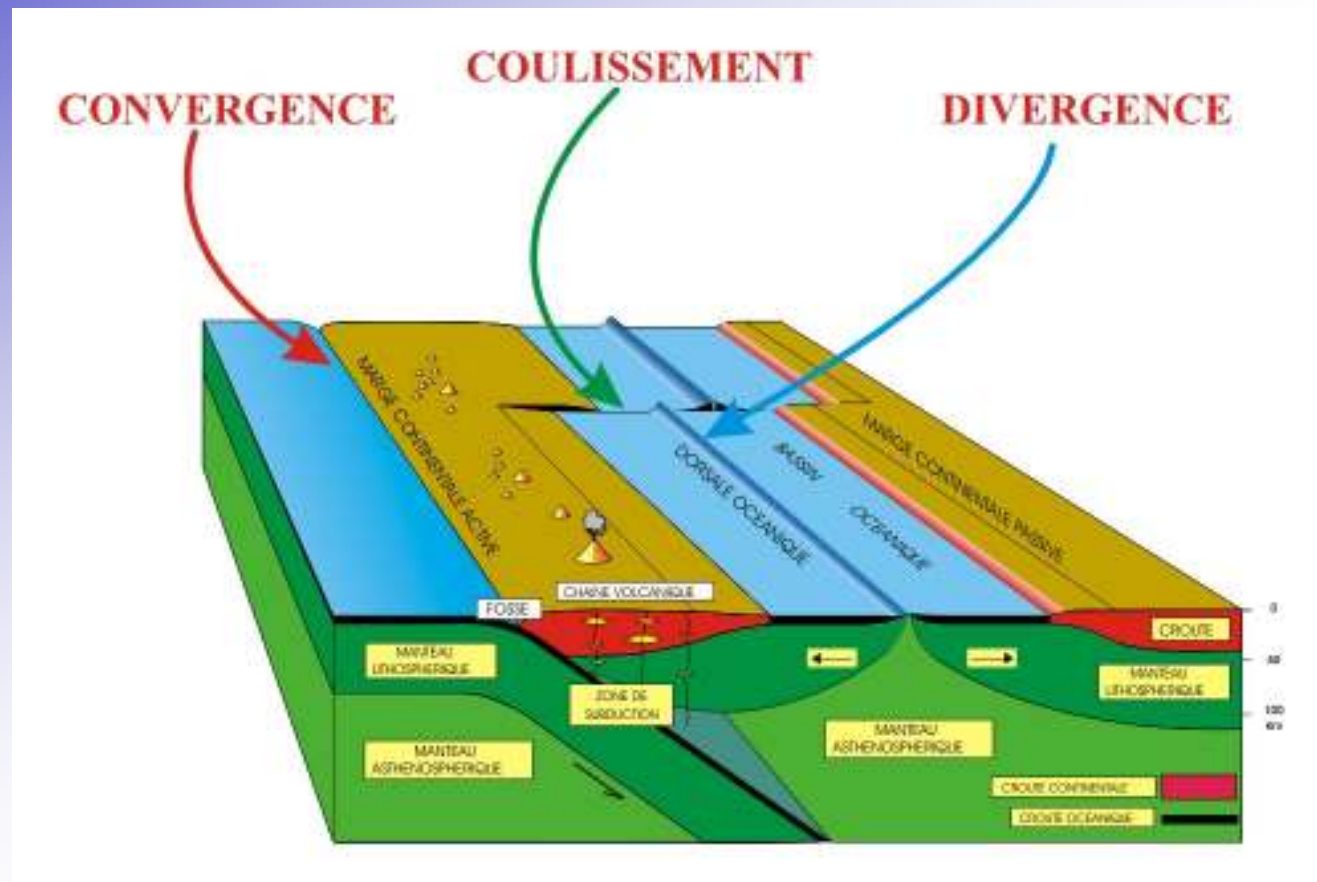 COULISSEMENT
CONVERGENCE
DIVERGENCE
MARGE CONTINENTALE ACTIVE
DORSALE OCEANIQUE
BASSIN
OCEANIQUE
MARGE CONTINENTALE PASSIVE
CHAINE VOLCANIQUE
FOSSE
0
CROUTE
MANTEAU
LITHOSPHERIQUE
MANTEAU
LITHOSPHERIQUE
ZONE DE
SUBDUCTION
100
km
MANTEAU
ASTHENOSPHERIQUE
MANTEAU
ASTHENOSPHERIQUE
CROUTE CONTINENTALE
CROUTE OCEANIQUE